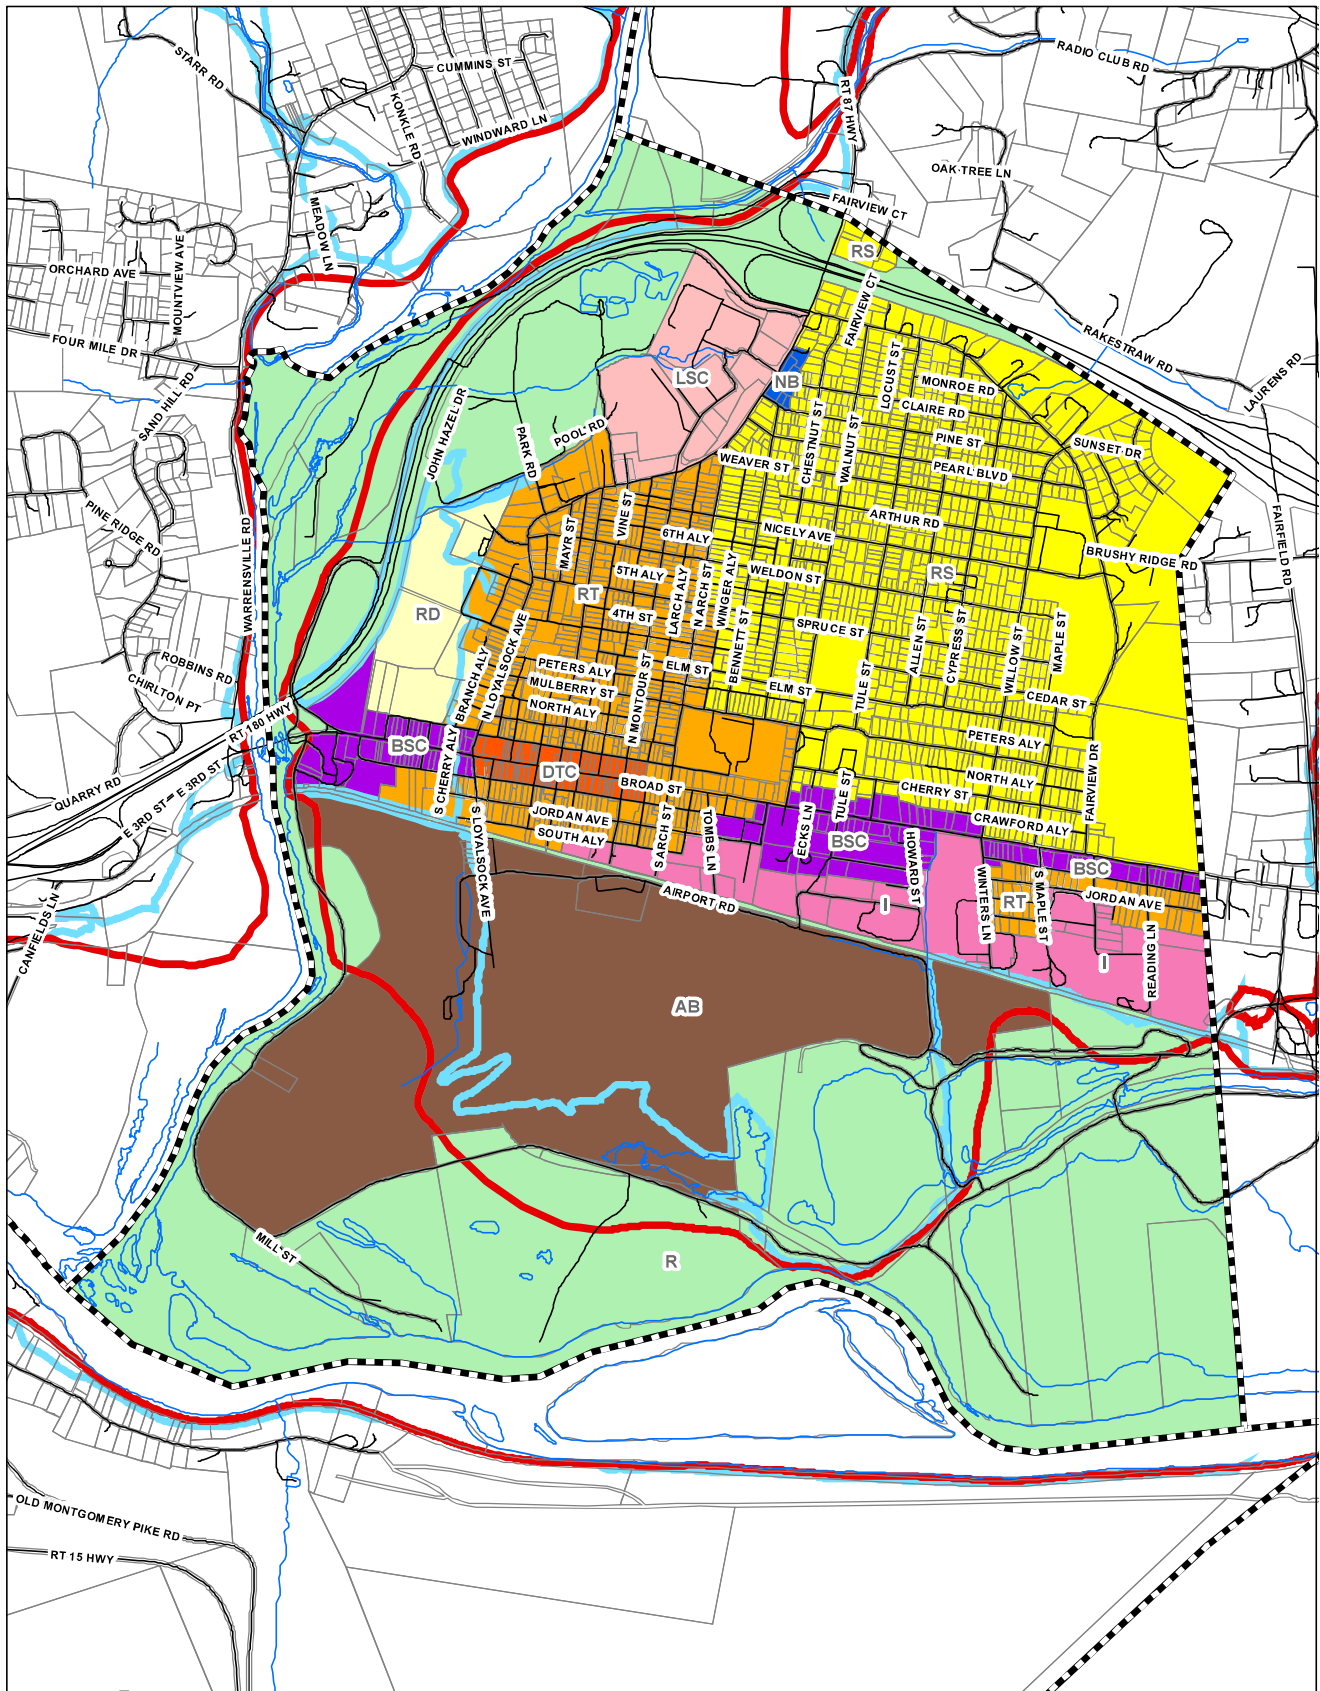 STARR RD
CUMMINS ST
KONKLE RD
WINDWARD LN
RT 87 HWY
RADIO CLUB RD
OAK TREE LN
FAIRVIEW CT
MEADOW LN
ORCHARD AVE
MOUNTVIEW AVE
RS
FAIRVIEW CT
FOUR MILE DR
SAND HILL RD
RAKESTRAW RD
LAURENS RD
LSC
NB
LOCUST ST
MONROE RD
CLAIRE RD
JOHN HAZEL DR
PARK RD
POOL RD
CHESTNUT ST
WALNUT ST
PINE ST
SUNSET DR
WEAVER ST
PEARL BLVD
PINE RIDGE RD
WARRENSVILLE RD
VINE ST
MAYR ST
6TH ALY
NICELY AVE
ARTHUR RD
FAIRFIELD RD
BRUSHY RIDGE RD
5TH ALY
LARCH ALY
N ARCH ST
WINGER ALY
WELDON ST
RS
RT
RD
4TH ST
BENNETT ST
SPRUCE ST
ALLEN ST
CYPRESS ST
WILLOW ST
MAPLE ST
ROBBINS RD
CHIRLTON PT
BRANCH ALY
N LOYALSOCK AVE
PETERS ALY
MULBERRY ST
NORTH ALY
N MONTOUR ST
ELM ST
ELM ST
TULE ST
CEDAR ST
RT 180 HWY
QUARRY RD
E 3RD ST
E 3RD ST
BSC
S CHERRY ALY
DTC
BROAD ST
PETERS ALY
NORTH ALY
CHERRY ST
FAIRVIEW DR
TULE ST
CRAWFORD ALY
S LOYALSOCK AVE
JORDAN AVE
SOUTH ALY
S ARCH ST
TOMBS LN
ECKS LN
BSC
HOWARD ST
BSC
CANFIELDS LN
AIRPORT RD
I
WINTERS LN
RT
S MAPLE ST
JORDAN AVE
I
READING LN
AB
MILL ST
R
OLD MONTGOMERY PIKE RD
RT 15 HWY